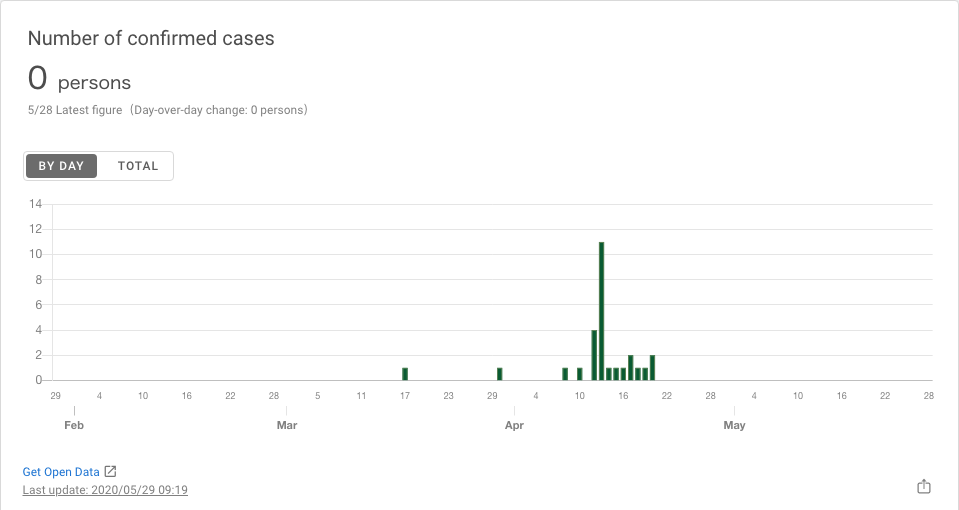 Number of confirmed cases
0 persons
5/28 Latest figure（Day-over-day change: 0 persons）
BY DAY TOTAL
14
12
10
8
6
4
2
0
29 4 10 16 22 28 5 11 17 23 29 4 10 16 22 28 4 10 16 22 28
Feb Mar Apr May
Get Open Data
Last update: 2020/05/29 09:19